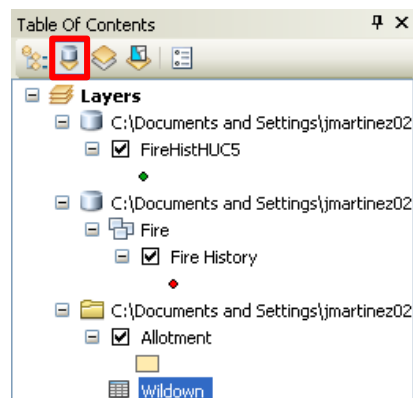 Table Of Contents
Layers
C:\Documents and Settings\jmartinez02
FireHistHUC5
C:\Documents and Settings\jmartinez02
Fire
Fire History
C:\Documents and Settings\jmartinez02
Allotment
Wildown